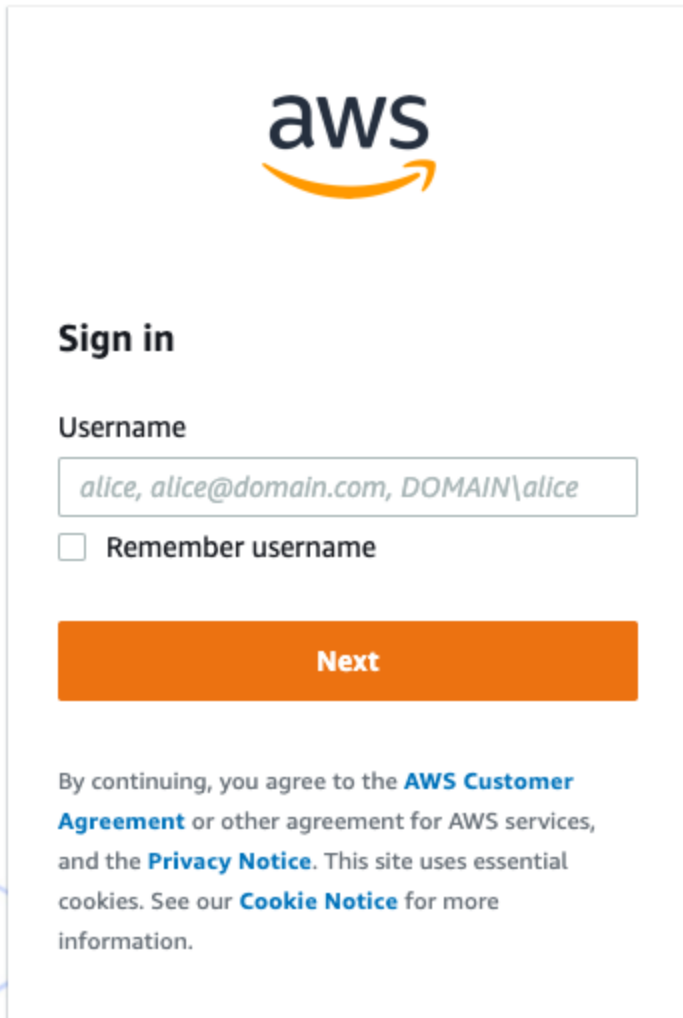 aws
Sign in
Username
alice, alice@domain.com, DOMAIN\alice
Remember username
Next
By continuing, you agree to the AWS Customer
Agreement or other agreement for AWS services,
and the Privacy Notice. This site uses essential
cookies. See our Cookie Notice for more
information.